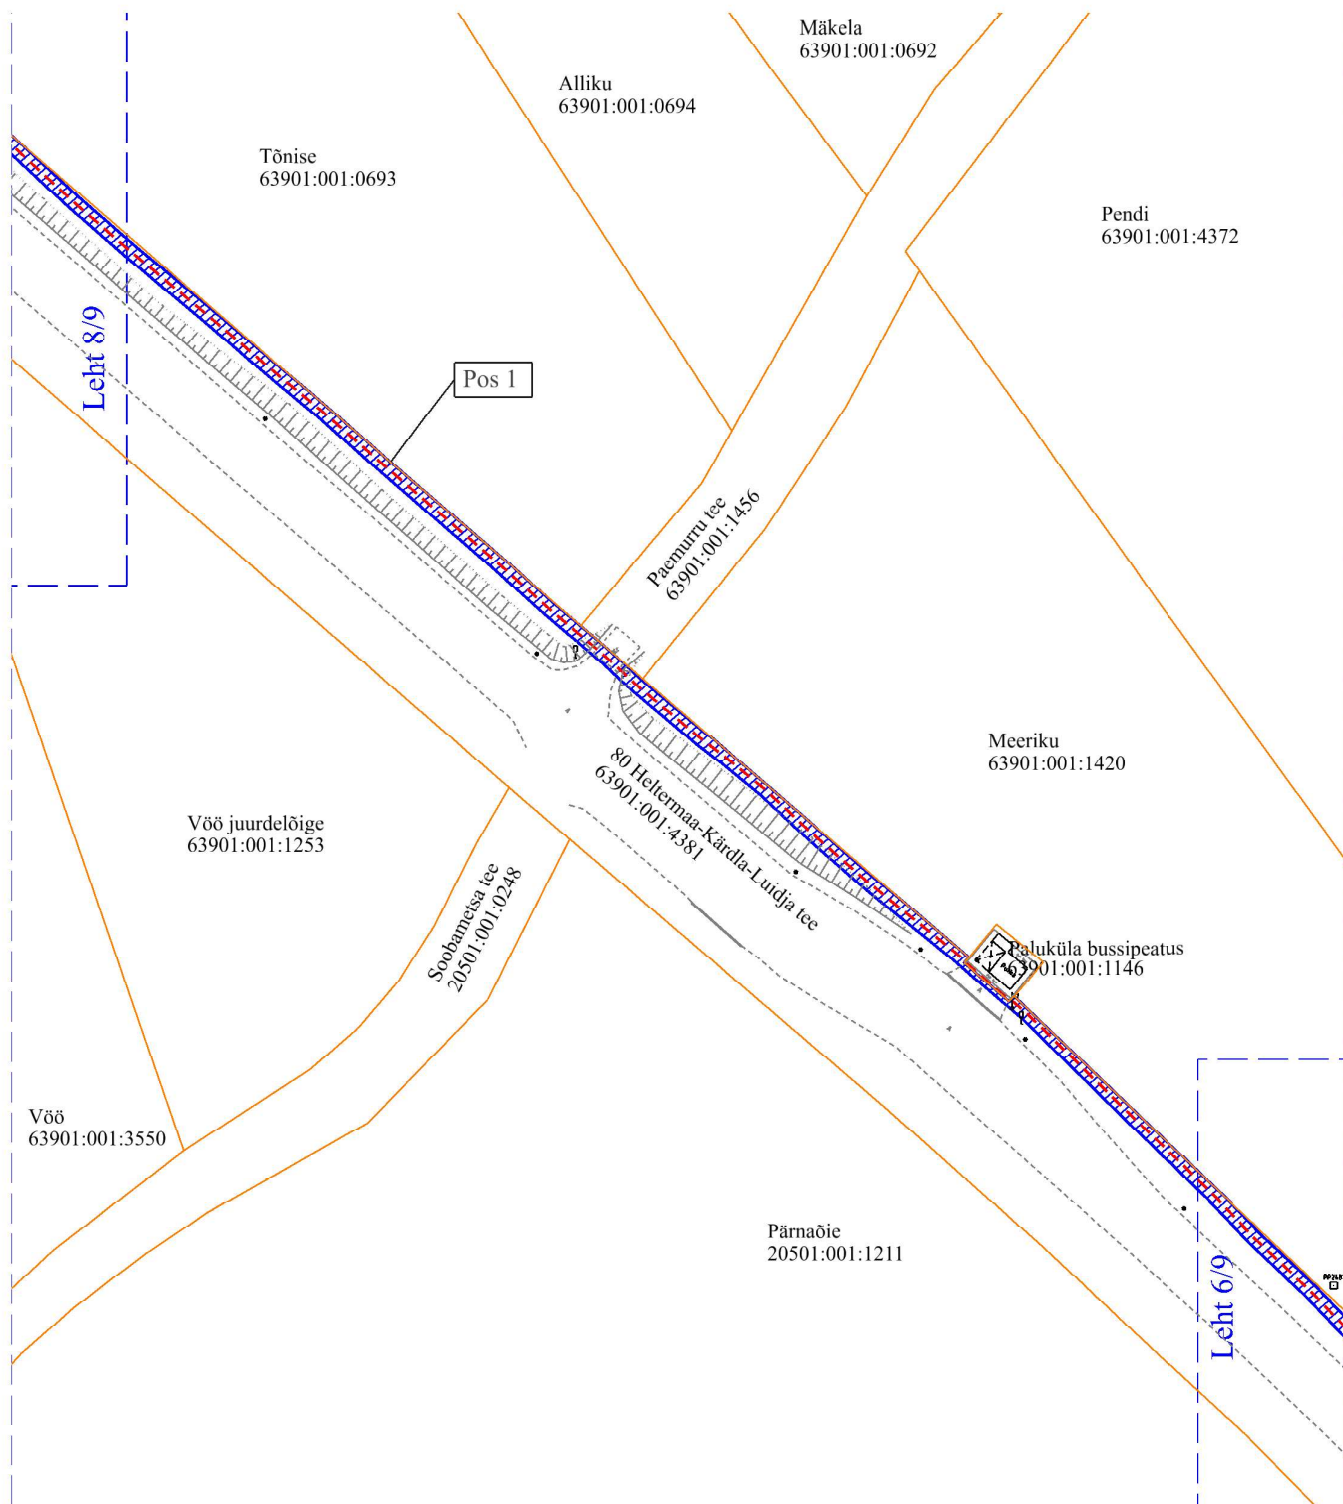 Mäkela
63901:001:0692
Alliku
63901:001:0694
Tõnise
63901:001:0693
Pendi
63901:001:4372
Leht 8/9
Pos 1
Paemurru tee
63901:001:1456
Meeriku
63901:001:1420
80 Heltermaa-Kärdla-Luidja tee
63901:001:4381
Vöö juurdelõige
63901:001:1253
Soobametsa tee
20501:001:0248
Paluküla bussipeatus
63901:001:1146
Vöö
63901:001:3550
Pärnaõie
20501:001:1211
Leht 6/9